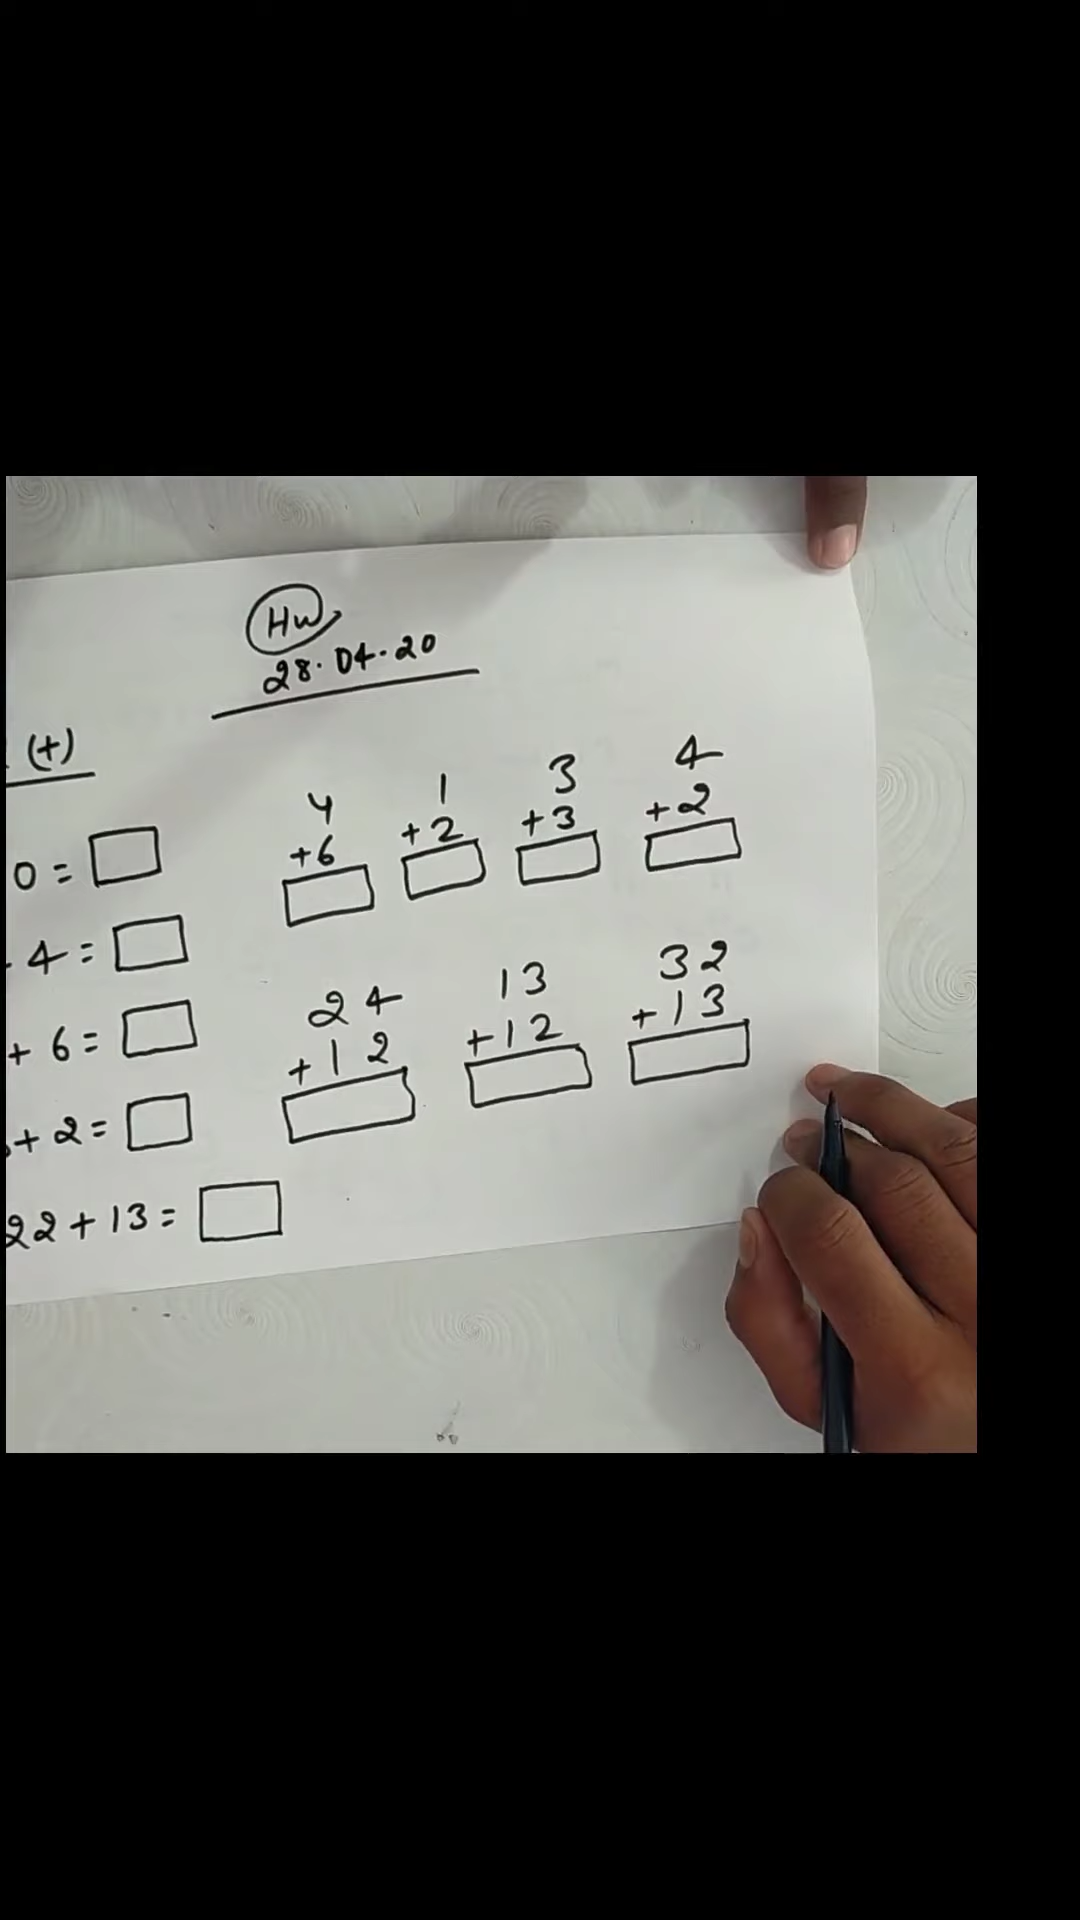 Hw
28.04.20
(+)
0 =
4 =
+ 6 =
+ 2 =
22 + 13 =
4 1 3 4
+6 +2 +3 +2
24 13 32
+12 +12 +13